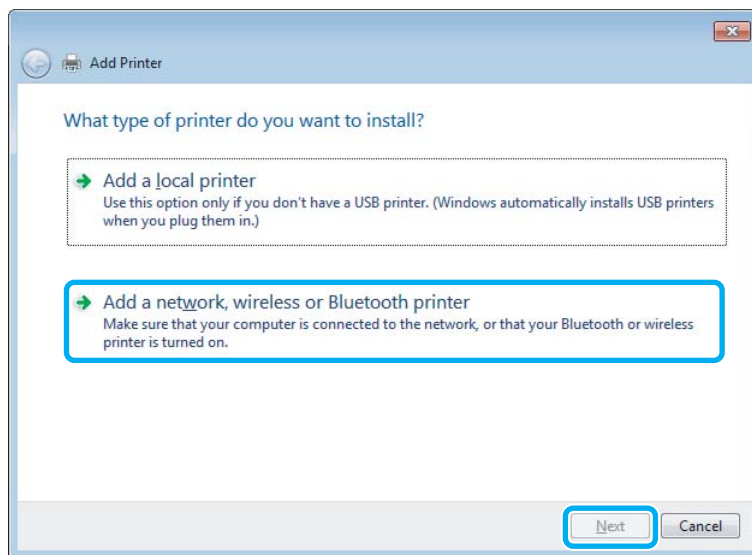 Add Printer
What type of printer do you want to install?
Add a local printer
Use this option only if you don't have a USB printer. (Windows automatically installs USB printers
when you plug them in.)
Add a network, wireless or Bluetooth printer
Make sure that your computer is connected to the network, or that your Bluetooth or wireless
printer is turned on.
Next
Cancel